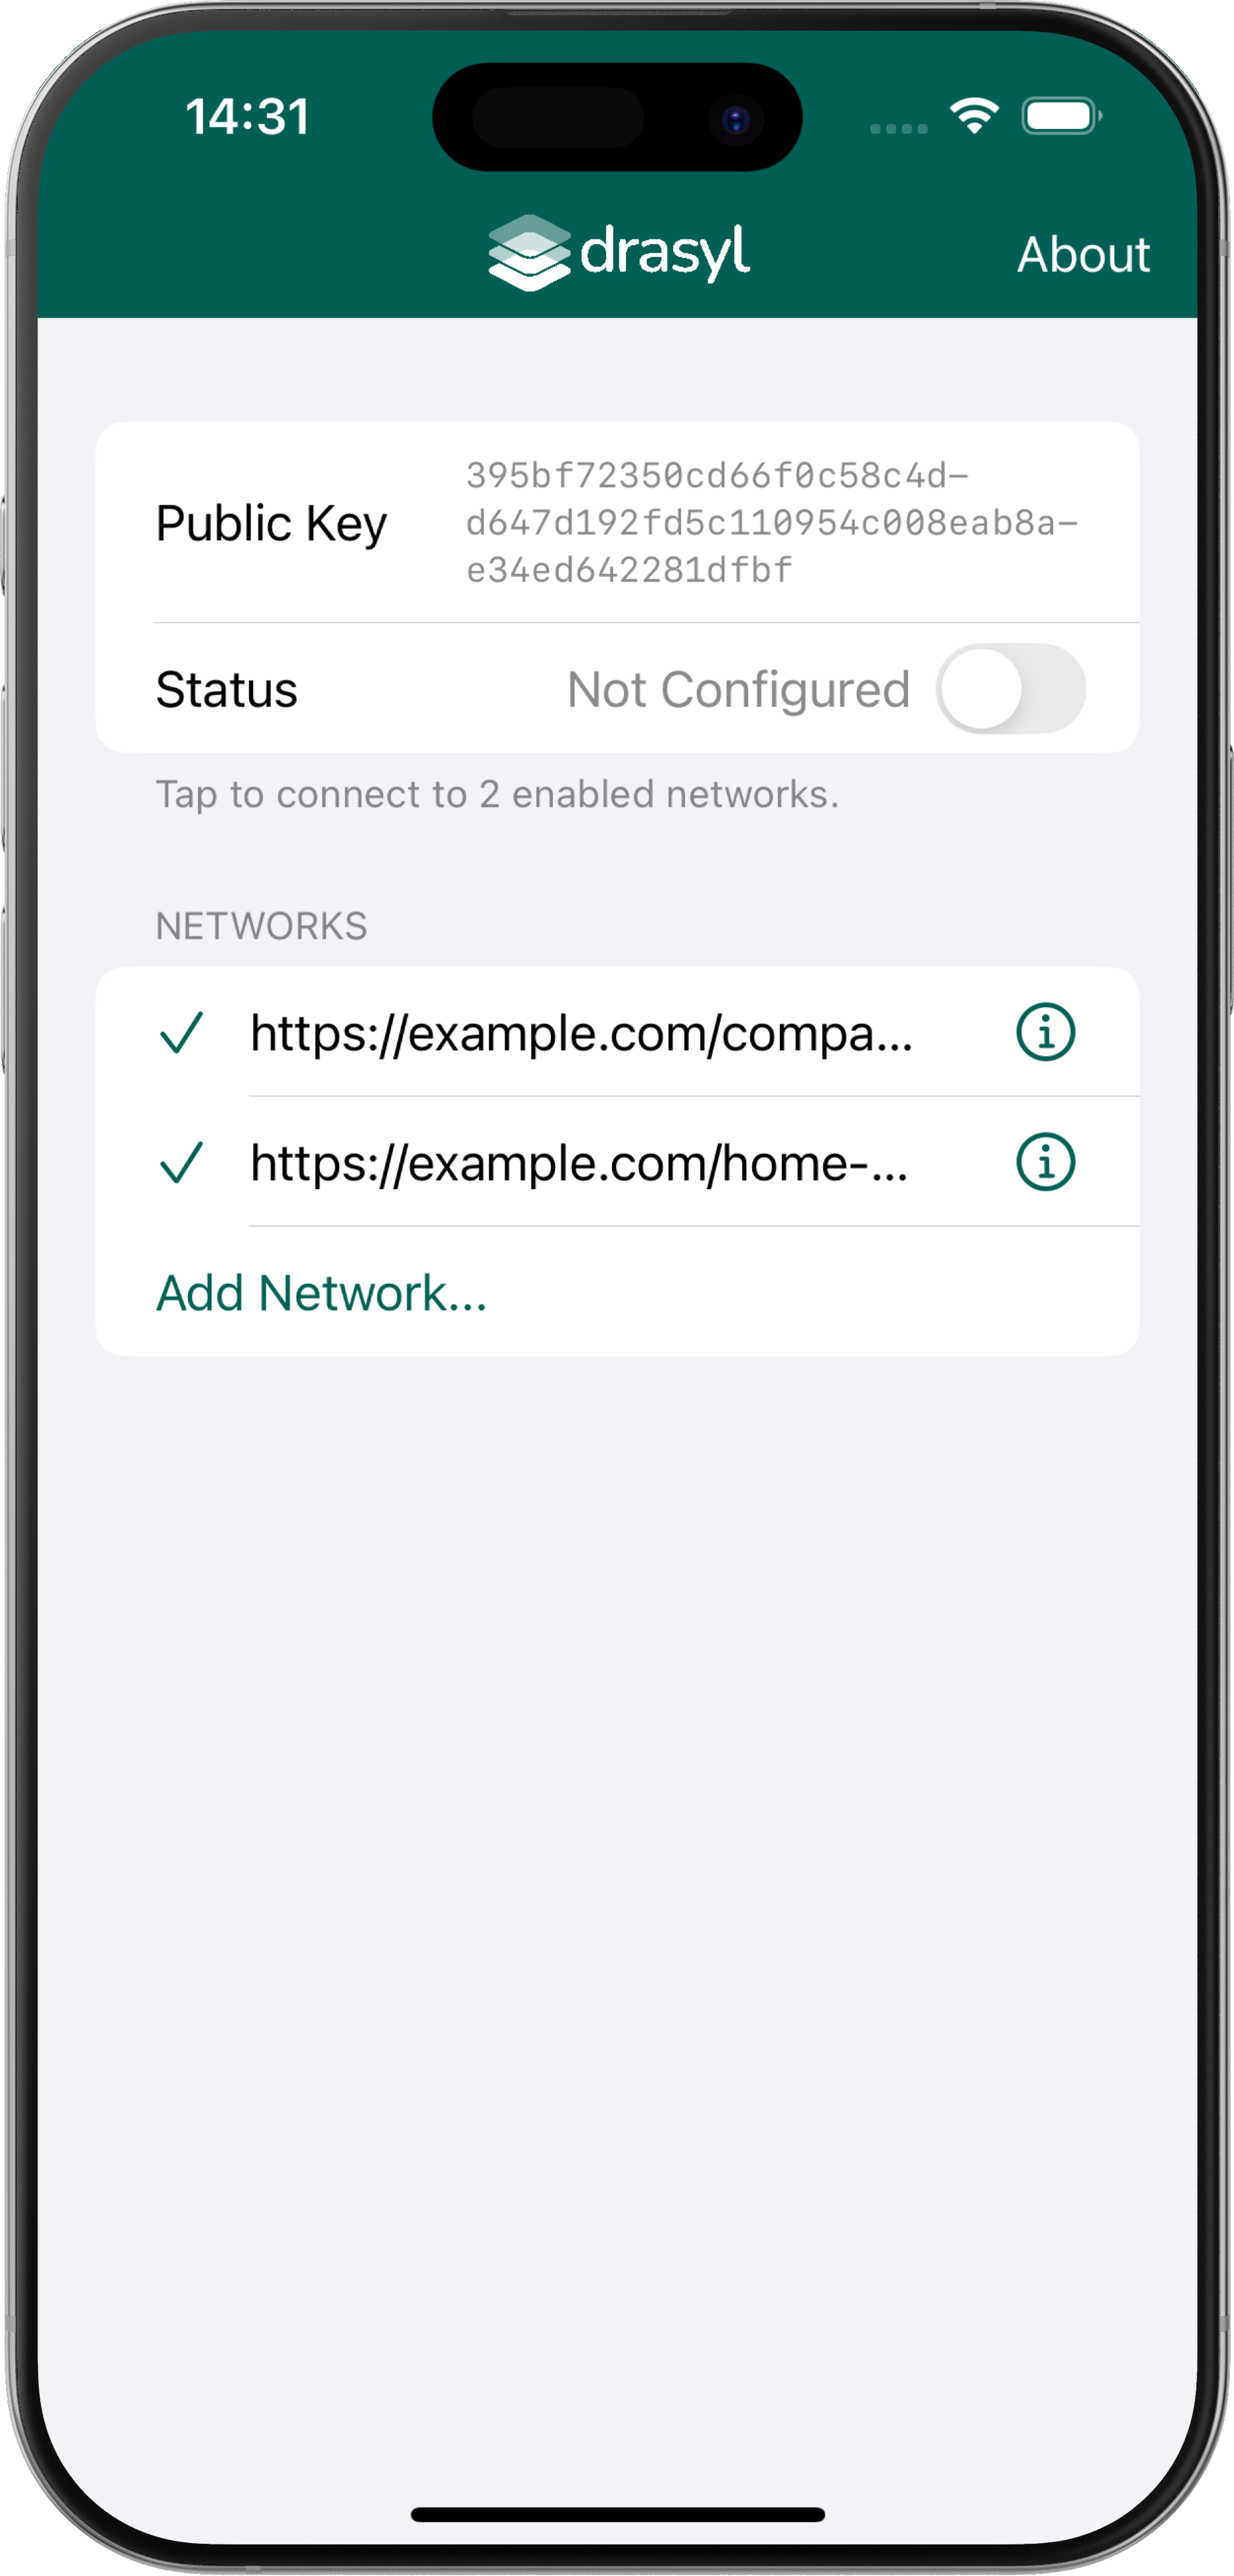 14:31
drasyl
About
Public Key
395bf72350cd66f0c58c4d-
d647d192fd5c110954c008eab8a-
e34ed642281dfbf
Status
Not Configured
Tap to connect to 2 enabled networks.
NETWORKS
https://example.com/compa...
https://example.com/home-...
Add Network...